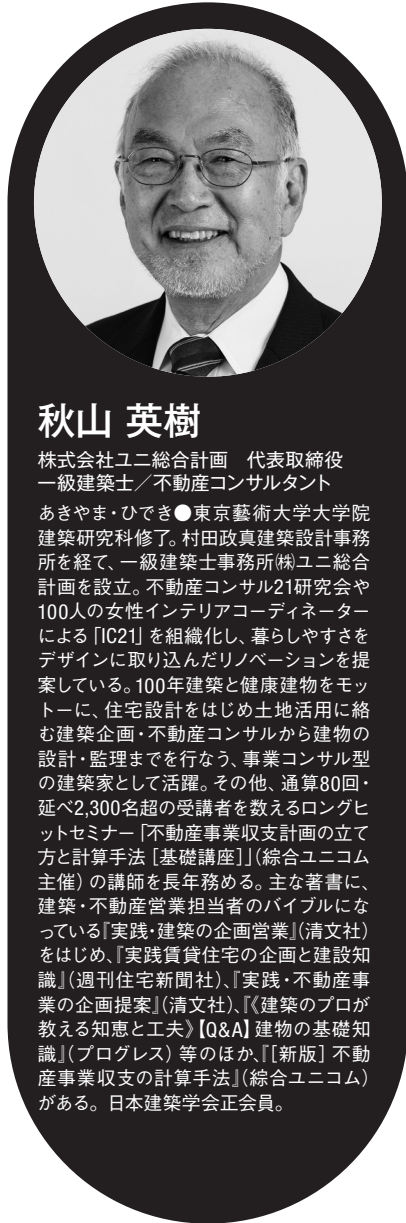 秋山 英樹
株式会社ユニ総合計画　代表取締役
一級建築士／不動産コンサルタント
あきやま・ひでき●東京藝術大学大学院
建築研究科修了。村田政真建築設計事務
所を経て、一級建築士事務所㈱ユニ総合
計画を設立。不動産コンサル21研究会や
100人の女性インテリアコーディネーター
による「IC21」を組織化し、暮らしやすさを
デザインに取り込んだリノベーションを提
案している。100年建築と健康建物をモッ
トーに、住宅設計をはじめ土地活用に絡
む建築企画・不動産コンサルから建物の
設計・監理までを行なう、事業コンサル型
の建築家として活躍。その他、通算80回・
延べ2,300名超の受講者を数えるロングヒ
ットセミナー「不動産事業収支計画の立て
方と計算手法［基礎講座］」（綜合ユニコム
主催）の講師を長年務める。主な著書に、
建築・不動産営業担当者のバイブルにな
っている『実践・建築の企画営業』（清文社）
をはじめ、『実践賃貸住宅の企画と建設知
識』（週刊住宅新聞社）、『実践・不動産事
業の企画提案』（清文社）、『《建築のプロが
教える知恵と工夫》【Q&A】建物の基礎知
識』（プログレス）等のほか、『［新版］不動
産事業収支の計算手法』（綜合ユニコム）
がある。日本建築学会正会員。